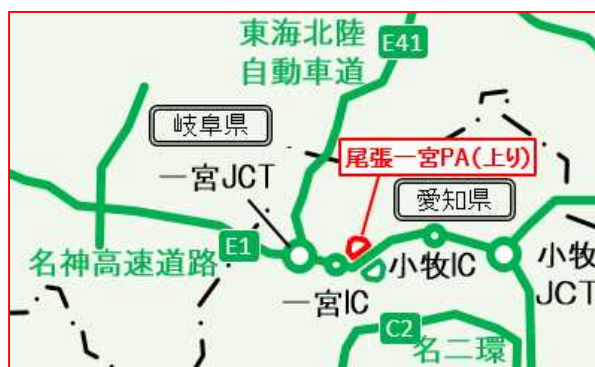 東海北陸
自動車道
E41
岐阜県
一宮JCT
尾張一宮PA(上り)
愛知県
E1
名神高速道路
小牧IC
小牧
JCT
一宮IC
C2
名二環